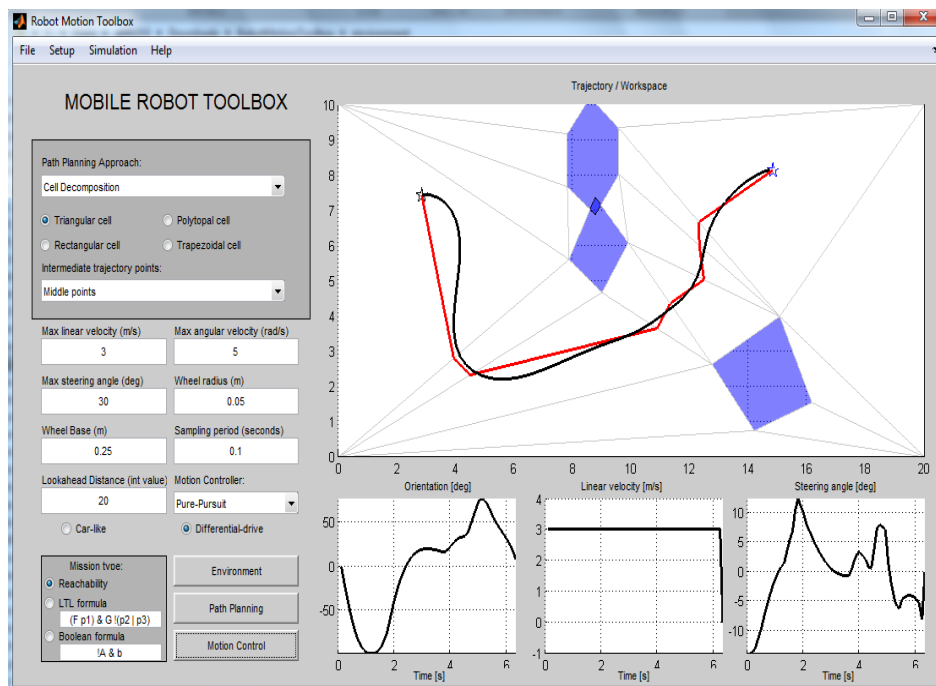 Robot Motion Toolbox
File Setup Simulation Help
MOBILE ROBOT TOOLBOX
Path Planning Approach:
Cell Decomposition
Triangular cell Polytopal cell
Rectangular cell Trapezoidal cell
Intermediate trajectory points:
Middle points
Max linear velocity (m/s) Max angular velocity (rad/s)
3 5
Max steering angle (deg) Wheel radius (m)
30 0.05
Wheel Base (m) Sampling period (seconds)
0.25 0.1
Lookahead Distance (int value) Motion Controller:
20 Pure-Pursuit
Car-like Differential-drive
Mission type:
Reachability
LTL formula
(F p1) & G !(p2 | p3)
Boolean formula
!A & b
Environment
Path Planning
Motion Control
Trajectory / Workspace
10
9
8
7
6
5
4
3
2
1
0
0 2 4 6 8 10 12 14 16 18 20
Orientation [deg]
50
0
-50
0 2 4 6
Time [s]
Linear velocity [m/s]
4
3
2
1
0
-1
0 2 4 6
Time [s]
Steering angle [deg]
10
5
0
-5
-10
0 2 4 6
Time [s]